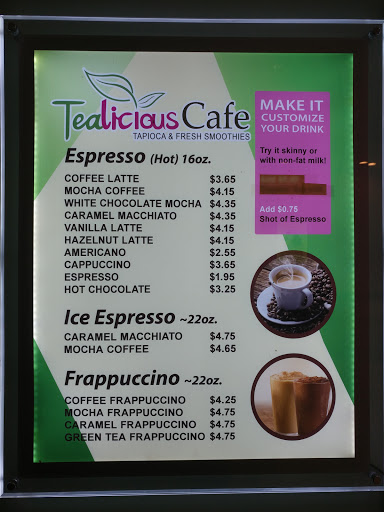 Tealicious Cafe
TAPIOCA & FRESH SMOOTHIES
MAKE IT
CUSTOMIZE
YOUR DRINK
Try it skinny or
with non-fat milk!
Add $0.75
Shot of Espresso
Espresso (Hot) 16oz.
COFFEE LATTE $3.65
MOCHA COFFEE $4.15
WHITE CHOCOLATE MOCHA $4.35
CARAMEL MACCHIATO $4.35
VANILLA LATTE $4.15
HAZELNUT LATTE $4.15
AMERICANO $2.55
CAPPUCCINO $3.65
ESPRESSO $1.95
HOT CHOCOLATE $3.25
Ice Espresso ~22oz.
CARAMEL MACCHIATO $4.75
MOCHA COFFEE $4.65
Frappuccino ~22oz.
COFFEE FRAPPUCCINO $4.25
MOCHA FRAPPUCCINO $4.75
CARAMEL FRAPPUCCINO $4.75
GREEN TEA FRAPPUCCINO $4.75